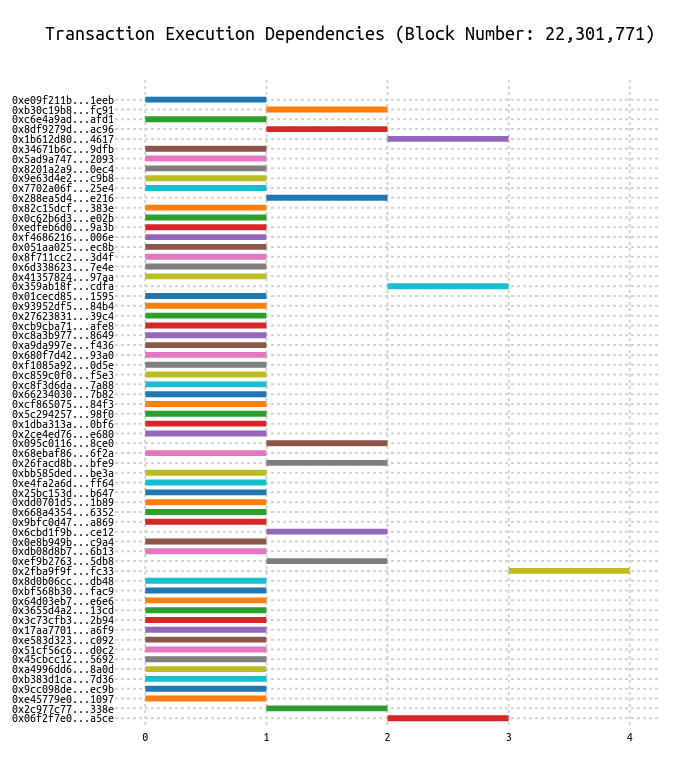 Transaction Execution Dependencies (Block Number: 22,301,771)
0xe09f211b...1eeb
0xb30c19b8...fc91
0xc6e4a9ad...afd1
0x8df9279d...ac96
0x1b612d80...4617
0x34671b6c...9dfb
0x5ad9a747...2093
0x8201a2a9...0ec4
0x9e63d4e2...c9b8
0x7702a06f...25e4
0x288ea5d4...e216
0x82c15dcf...383e
0x0c62b6d3...e02b
0xedfeb6d0...9a3b
0xf4686216...006e
0x051aa025...ec8b
0x8f711cc2...3d4f
0x6d338623...7e4e
0x41357824...97aa
0x359ab18f...cdfa
0x01cecd85...1595
0x93952df5...84b4
0x27623831...39c4
0xcb9cba71...afe8
0xc8a3b977...8649
0xa9da997e...f436
0x680f7d42...93a0
0xf1085a92...0d5e
0xc859c0f0...f5e3
0xc8f3d6da...7a88
0x66234030...7b82
0xcf865075...84f3
0x5c294257...98f0
0x1dba313a...0bf6
0x2ce4ed76...e680
0x095c0116...8ce0
0x68ebaf86...6f2a
0x26facd8b...bfe9
0xbb585ded...be3a
0xe4fa2a6d...ff64
0x25bc153d...b647
0xdd0701d5...1b89
0x668a4354...6352
0x9bfc0d47...a869
0x6cbd1f9b...ce12
0x0e8b949b...c9a4
0xdb08d8b7...6b13
0xef9b2763...5db8
0x2fba9f9f...fc33
0x8d0b06cc...db48
0xbf568b30...fac9
0x64d03eb7...e6e6
0x3655d4a2...13cd
0x3c73cfb3...2b94
0x17aa7701...a6f9
0xe583d323...c092
0x51cf56c6...d0c2
0x45cbcc12...5692
0xa4996dd6...8a0d
0xb383d1ca...7d36
0x9cc098de...ec9b
0xe45779e0...1097
0x2c977c77...338e
0x06f2f7e0...a5ce
0 1 2 3 4